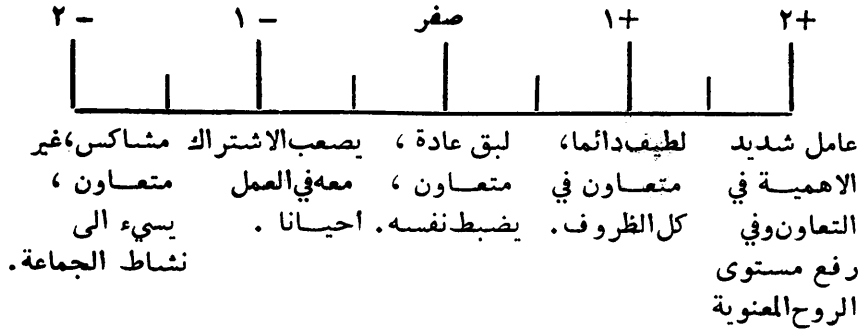 +٢ +١ صفر -١ -٢
عامل شديد
الاهمية في
التعاون وفي
رفع مستوى
الروح المعنوية
لطيف دائما،
متعاون في
كل الظروف.
لبق عادة ،
متعاون ،
يضبط نفسه.
يصعب الاشتراك
معه في العمل
احيانا .
مشاكس، غير
متعاون ،
يسيء الى
نشاط الجماعة.